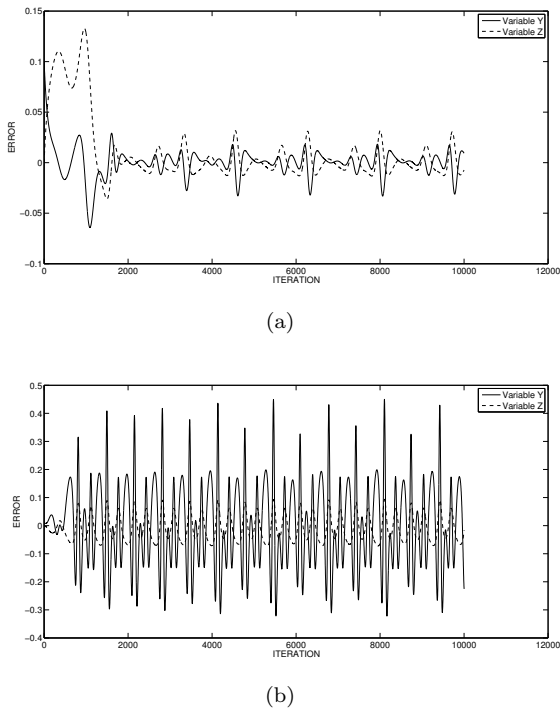 0.15
0.1
0.05
0
−0.05
−0.1
ERROR
0 2000 4000 6000 8000 10000 12000
ITERATION
Variable Y
Variable Z
(a)
0.5
0.4
0.3
0.2
0.1
0
−0.1
−0.2
−0.3
−0.4
ERROR
0 2000 4000 6000 8000 10000 12000
ITERATION
Variable Y
Variable Z
(b)